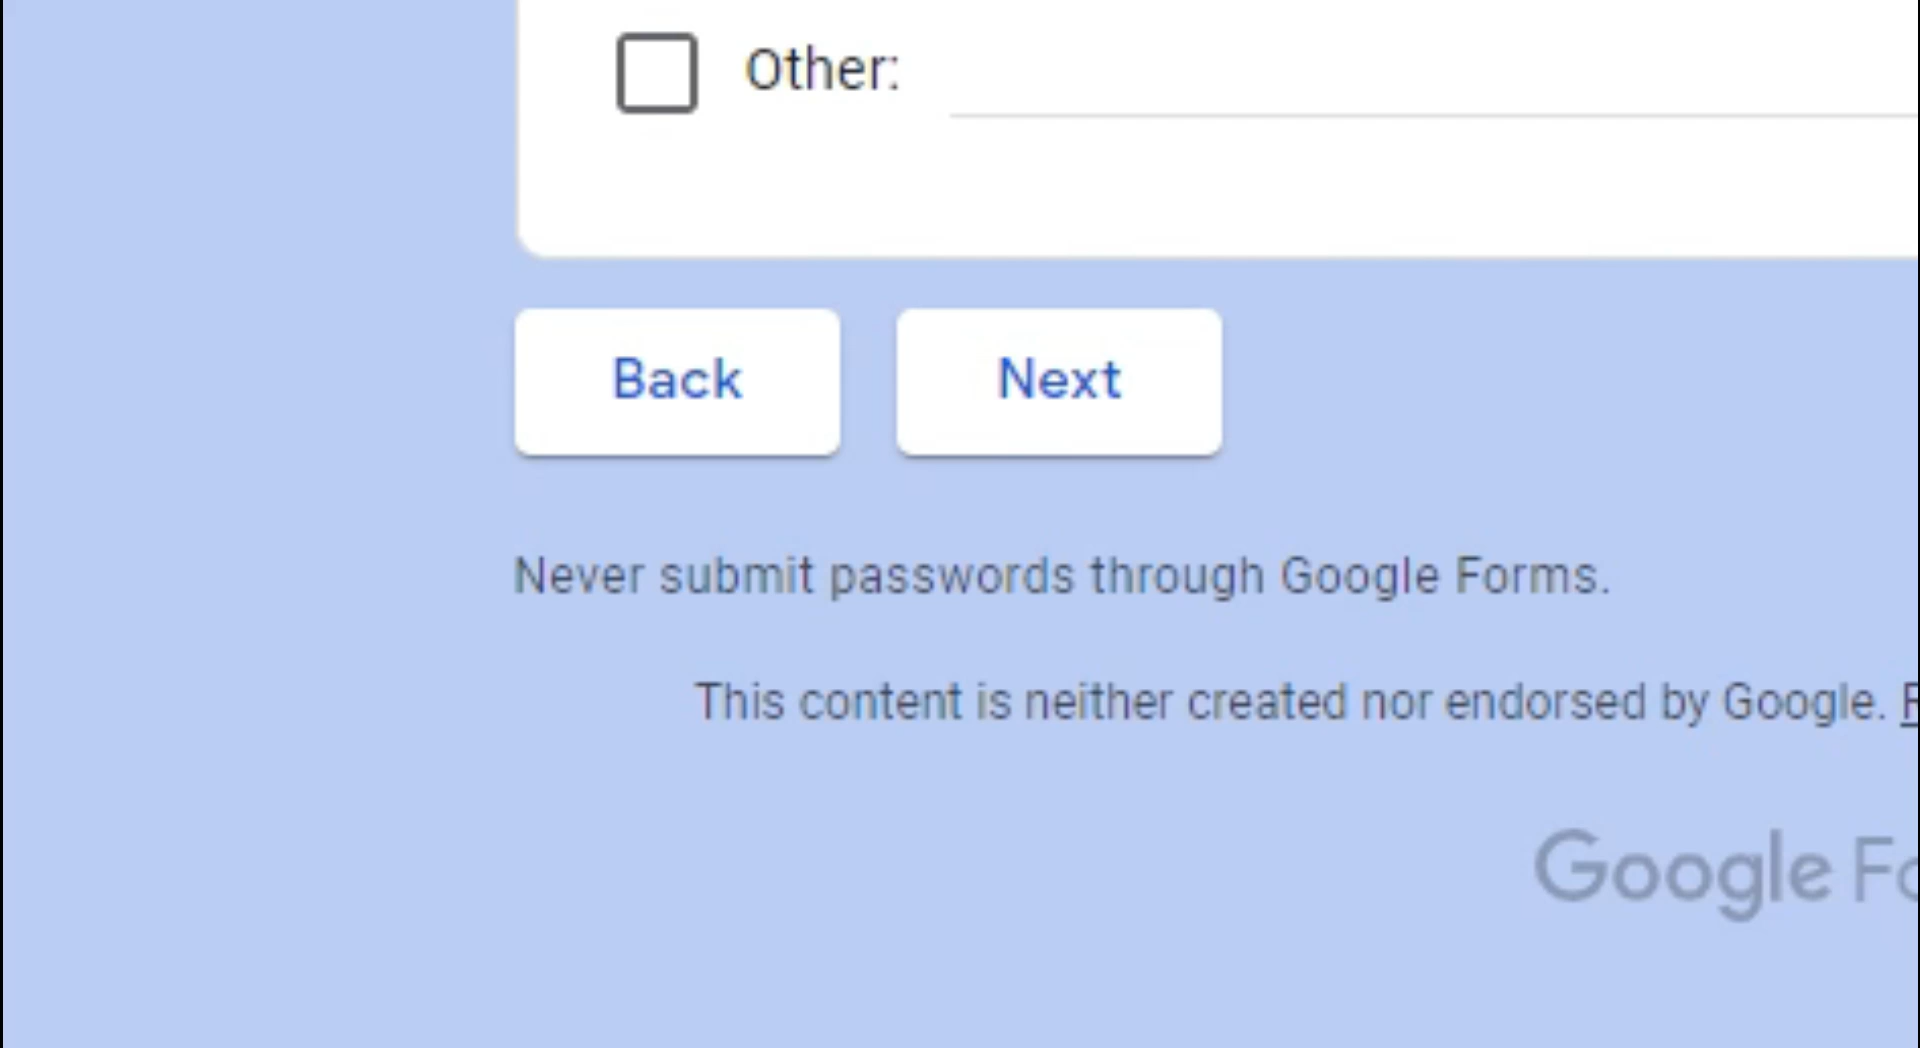 Other:
Back Next
Never submit passwords through Google Forms.
This content is neither created nor endorsed by Google.
Google